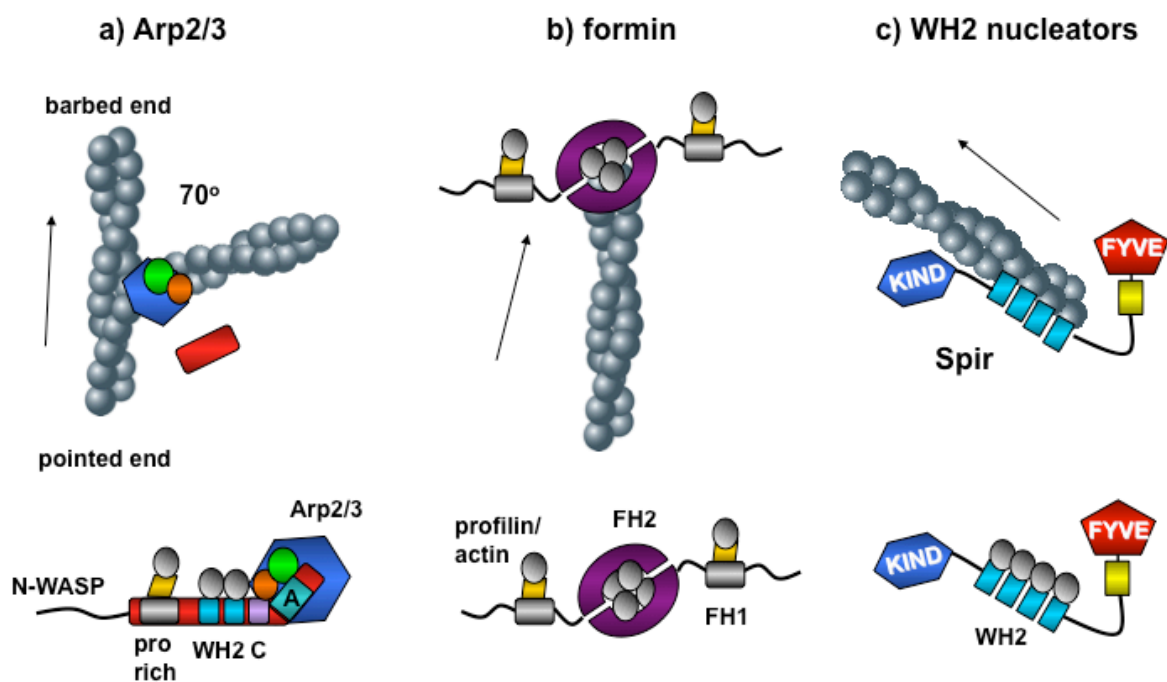 a) Arp2/3
b) formin
c) WH2 nucleators
barbed end
70°
pointed end
KIND
FYVE
Spir
Arp2/3
N-WASP
A
pro
rich
WH2 C
profilin/
actin
FH2
FH1
KIND
FYVE
WH2